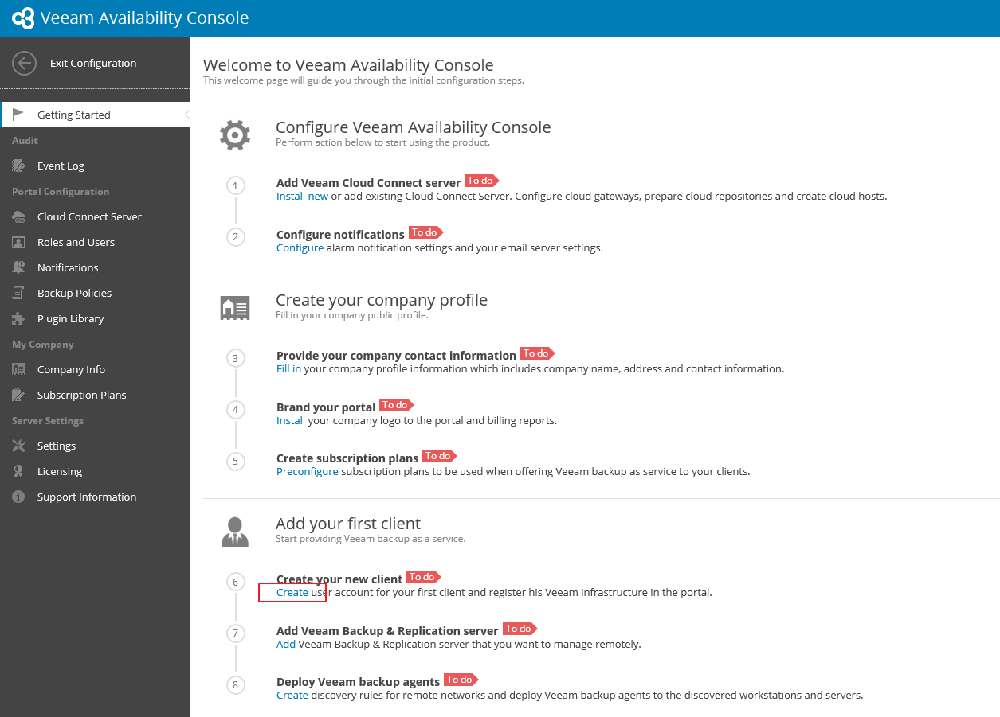 Veeam Availability Console
Exit Configuration
Getting Started
Audit
Event Log
Portal Configuration
Cloud Connect Server
Roles and Users
Notifications
Backup Policies
Plugin Library
My Company
Company Info
Subscription Plans
Server Settings
Settings
Licensing
Support Information
Welcome to Veeam Availability Console
This welcome page will guide you through the initial configuration steps.
Configure Veeam Availability Console
Perform action below to start using the product.
1
Add Veeam Cloud Connect server To do
Install new or add existing Cloud Connect Server. Configure cloud gateways, prepare cloud repositories and create cloud hosts.
2
Configure notifications To do
Configure alarm notification settings and your email server settings.
Create your company profile
Fill in your company public profile.
3
Provide your company contact information To do
Fill in your company profile information which includes company name, address and contact information.
4
Brand your portal To do
Install your company logo to the portal and billing reports.
5
Create subscription plans To do
Preconfigure subscription plans to be used when offering Veeam backup as service to your clients.
Add your first client
Start providing Veeam backup as a service.
6
Create your new client To do
Create user account for your first client and register his Veeam infrastructure in the portal.
7
Add Veeam Backup & Replication server To do
Add Veeam Backup & Replication server that you want to manage remotely.
8
Deploy Veeam backup agents To do
Create discovery rules for remote networks and deploy Veeam backup agents to the discovered workstations and servers.